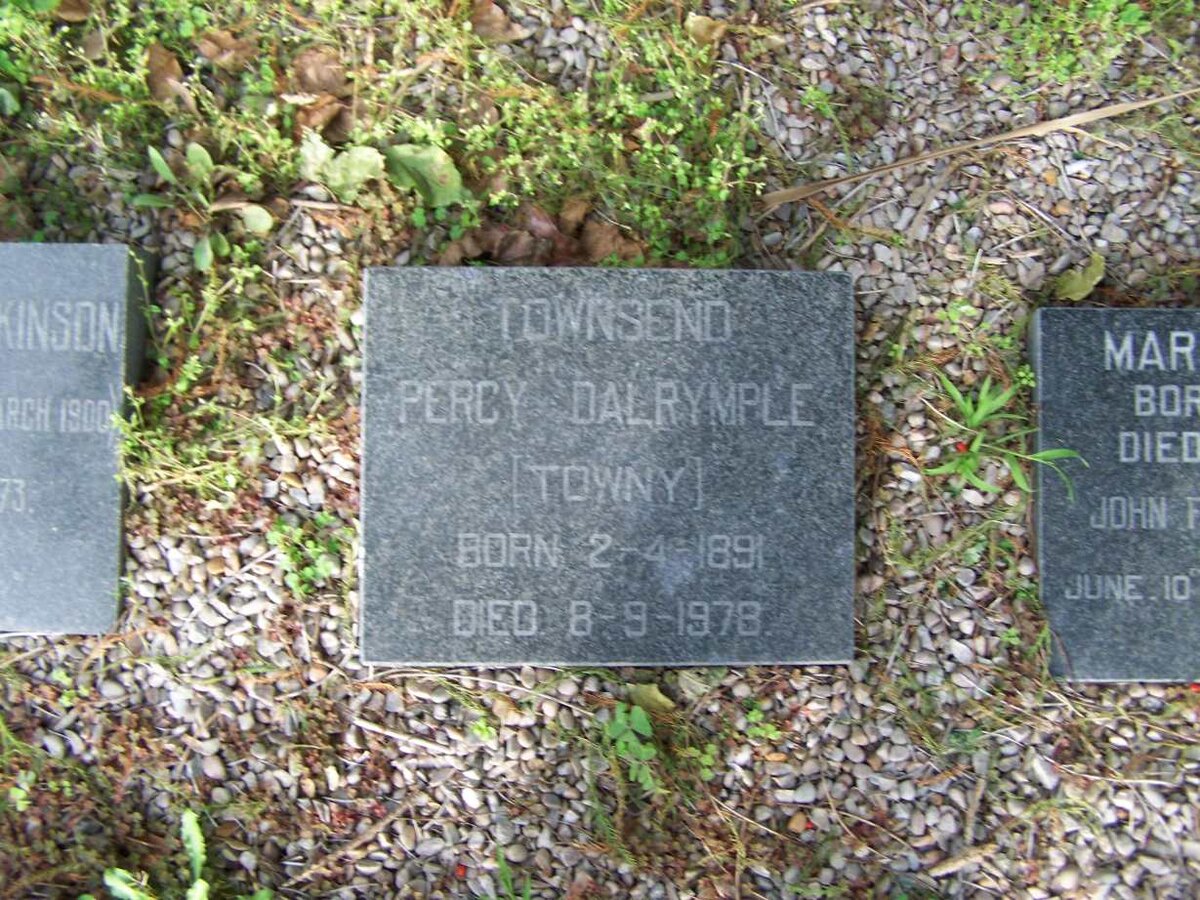 KINSON
ARCH 1900)
73.
TOWNSEND
PERCY DALRYMPLE
[TOWNY]
BORN 2-4-1891
DIED 8-9-1978.
MAR
BOR
DIED
JOHN
JUNE.10